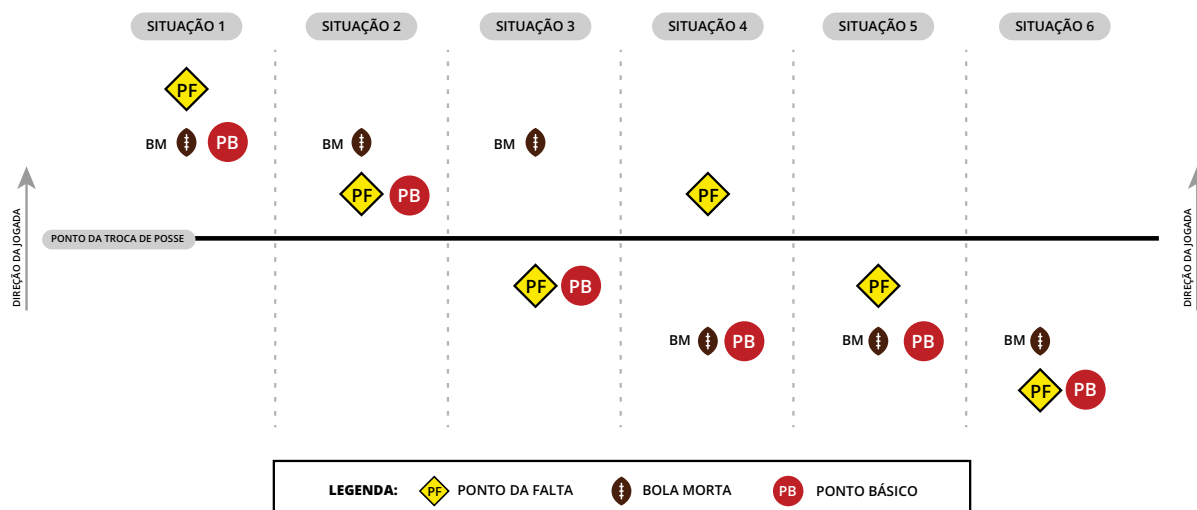 SITUAÇÃO 1
SITUAÇÃO 2
SITUAÇÃO 3
SITUAÇÃO 4
SITUAÇÃO 5
SITUAÇÃO 6
PF
BM
PB
BM
PF
PB
BM
PF
PB
PF
BM
PB
PF
BM
PB
BM
PF
PB
DIREÇÃO DA JOGADA
PONTO DA TROCA DE POSSE
DIREÇÃO DA JOGADA
LEGENDA:
PF PONTO DA FALTA
BOLA MORTA
PB PONTO BÁSICO